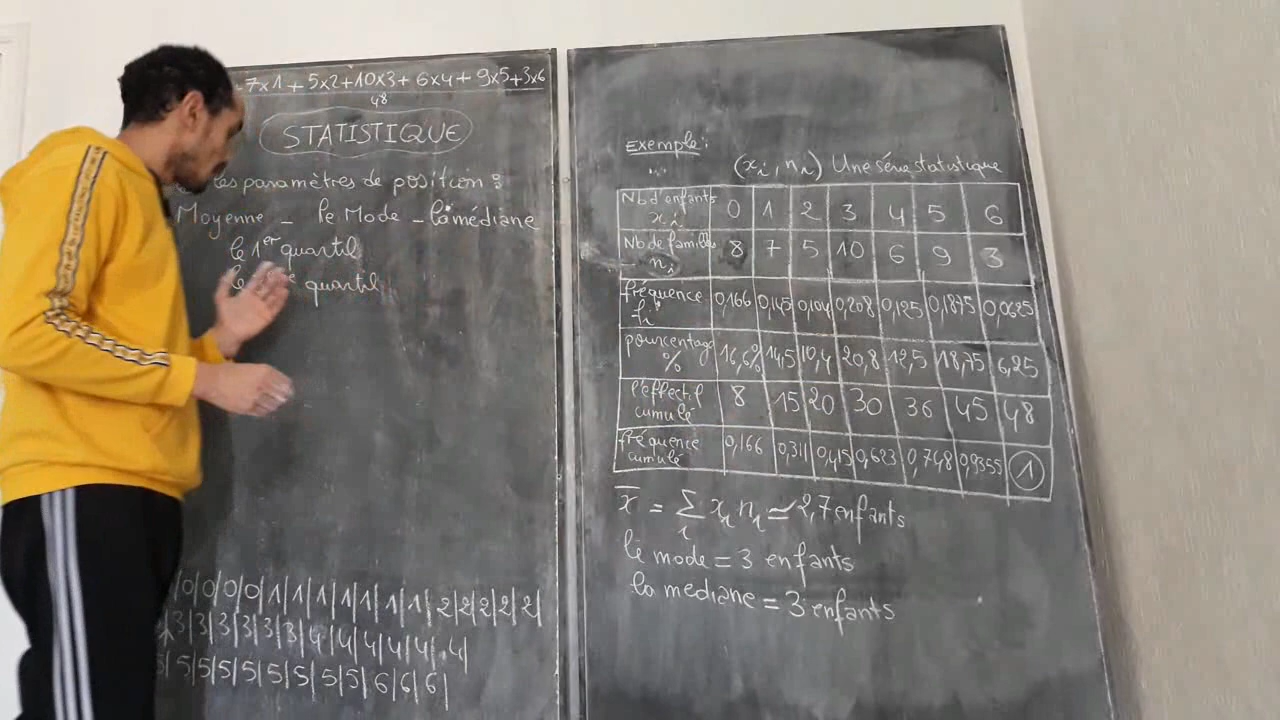 7x1 + 5x2 + 10x3 + 6x4 + 9x5 + 3x6
48
STATISTIQUE
les paramètres de position :
Moyenne - le Mode - la médiane
le 1er quartil
le quartil
0|0|0|0|1|1|1|1|1|1|1|2|2|2|2|2|
3|3|3|3|3|3|4|4|4|4|4|4|
5|5|5|5|5|5|5|5|5|6|6|6|
Exemple :
(xi, ni) Une série statistique
Nb d'enfants xi 0 1 2 3 4 5 6
Nb de famille ni 8 7 5 10 6 9 3
fréquence fi 0,166 0,145 0,104 0,208 0,125 0,1875 0,0625
pourcentage % 16,6% 14,5 10,4 20,8 12,5 18,75 6,25
l'effectif cumulé 8 15 20 30 36 45 48
fréquence cumulé 0,166 0,311 0,415 0,623 0,748 0,9355 1
x̄ = Σi xi ni ≃ 2,7 enfants
le mode = 3 enfants
la mediane = 3 enfants